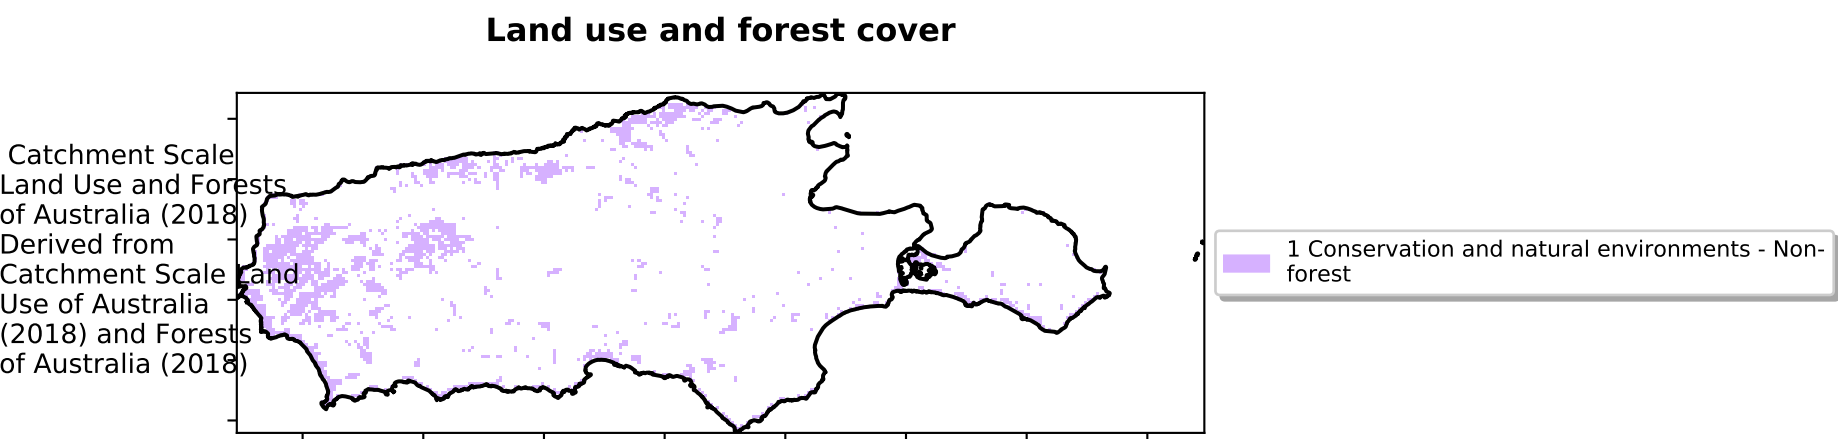 Land use and forest cover
Catchment Scale
Land Use and Forests
of Australia (2018)
Derived from
Catchment Scale Land
Use of Australia
(2018) and Forests
of Australia (2018)
1 Conservation and natural environments - Non-
forest